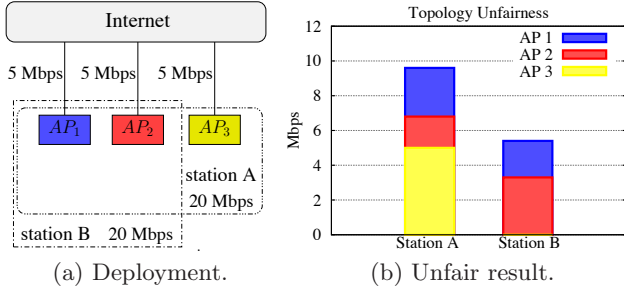 Internet
5 Mbps 5 Mbps 5 Mbps
AP1 AP2 AP3
station A
20 Mbps
station B 20 Mbps
(a) Deployment.
Topology Unfairness
AP 1
AP 2
AP 3
Mbps
12
10
8
6
4
2
0
Station A Station B
(b) Unfair result.